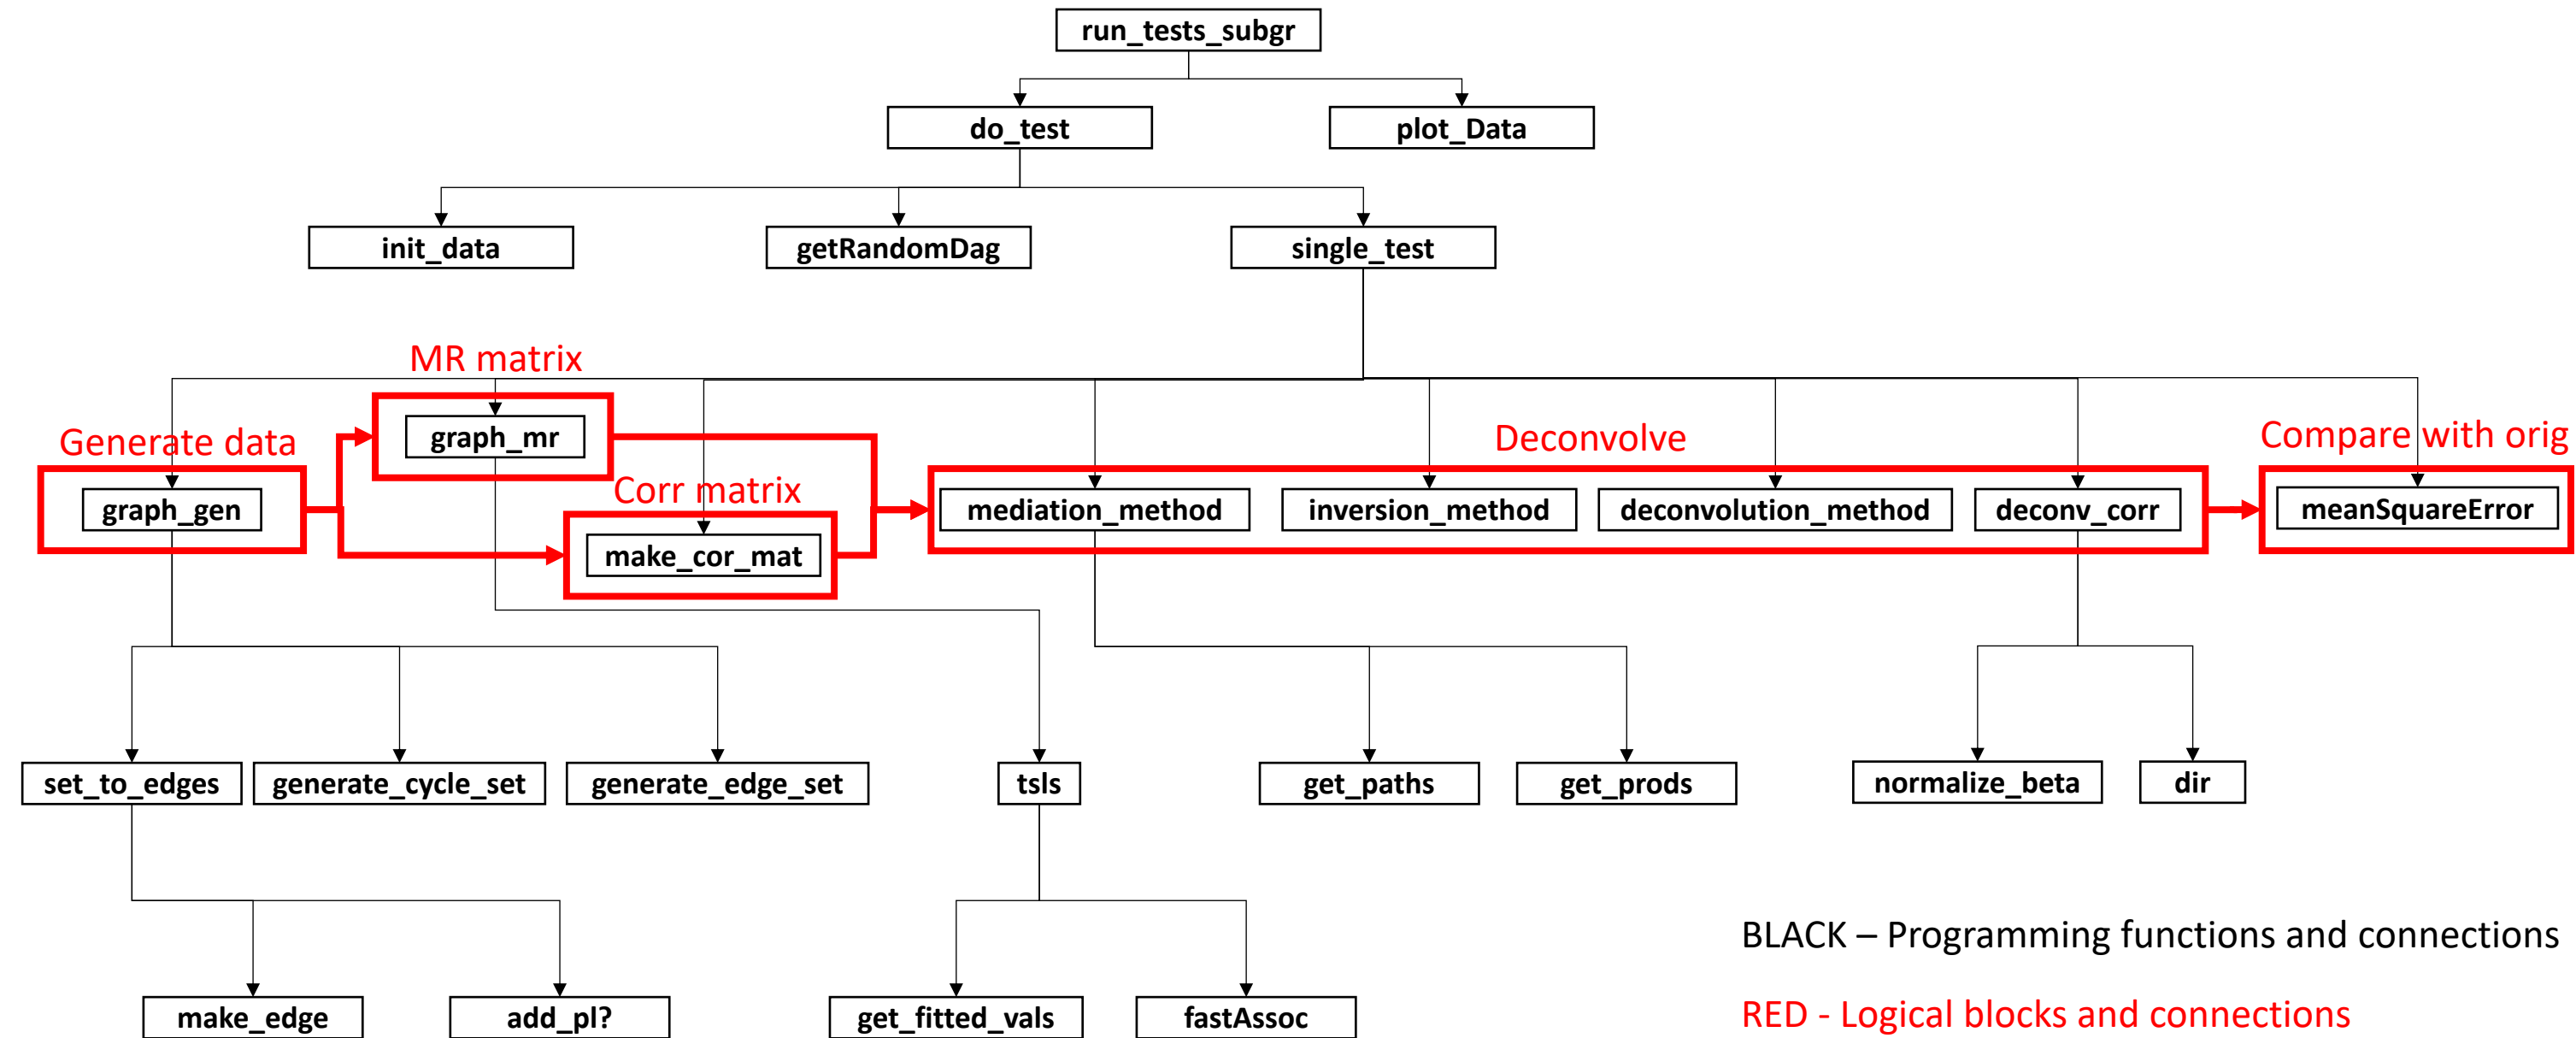 run_tests_subgr
do_test
plot_Data
init_data
getRandomDag
single_test
MR matrix
graph_mr
Generate data
graph_gen
Corr matrix
make_cor_mat
Deconvolve
mediation_method
inversion_method
deconvolution_method
deconv_corr
Compare with orig
meanSquareError
set_to_edges
generate_cycle_set
generate_edge_set
tsls
get_paths
get_prods
normalize_beta
dir
make_edge
add_pl?
get_fitted_vals
fastAssoc
BLACK – Programming functions and connections
RED - Logical blocks and connections